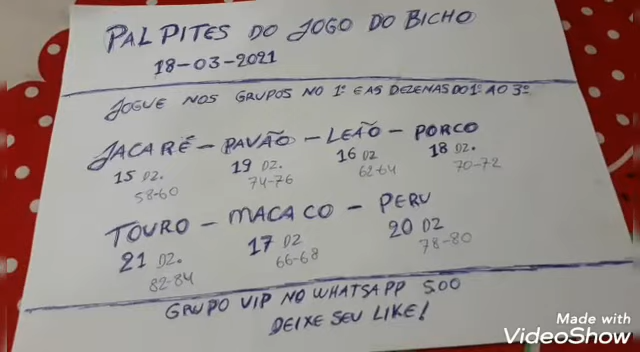 PALPITES DO JOGO DO BICHO
18-03-2021
JOGUE NOS GRUPOS NO 1º E AS DEZENAS DO 1º AO 3º
JACARÉ - PAVÃO - LEÃO - PORCO
15 DZ. 19 DZ. 16 DZ 18 DZ.
58-60 74-76 62-64 70-72
TOURO - MACACO - PERU
21 DZ. 17 DZ 20 DZ
82-84 66-68 78-80
GRUPO VIP NO WHATSAPP 5.00
DEIXE SEU LIKE!
Made with
VideoShow